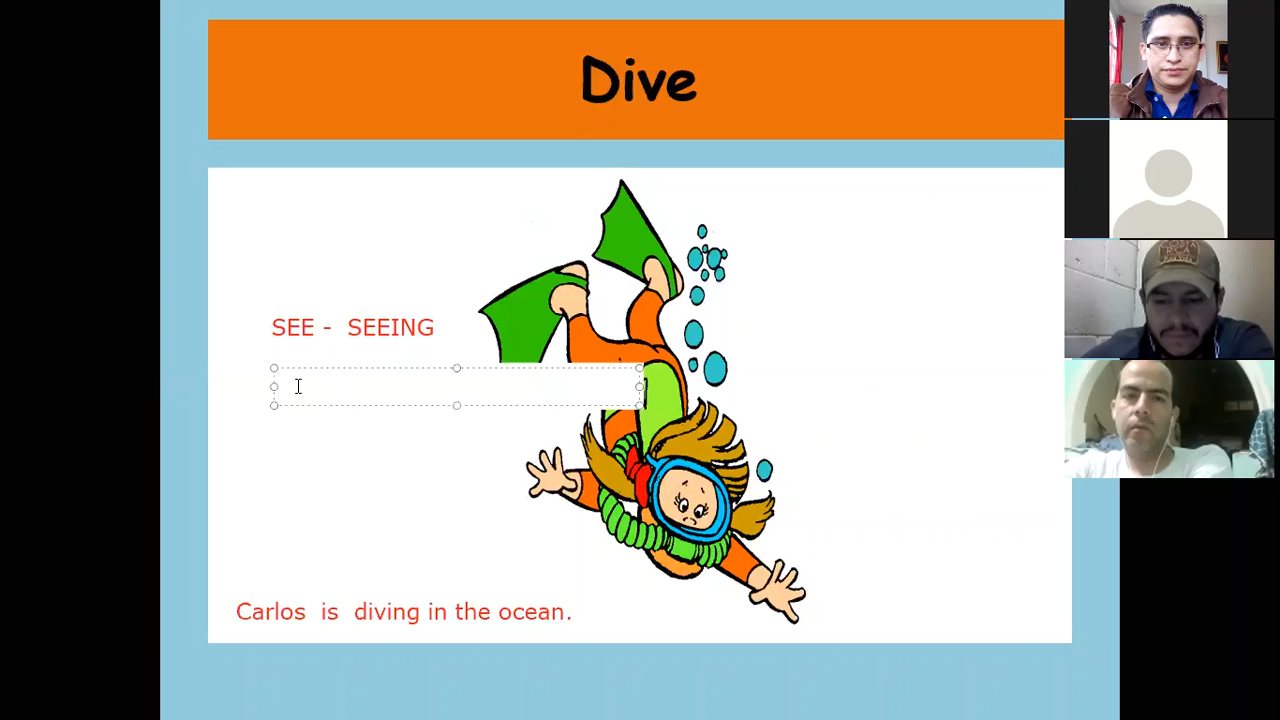 Dive
SEE - SEEING
Carlos is diving in the ocean.